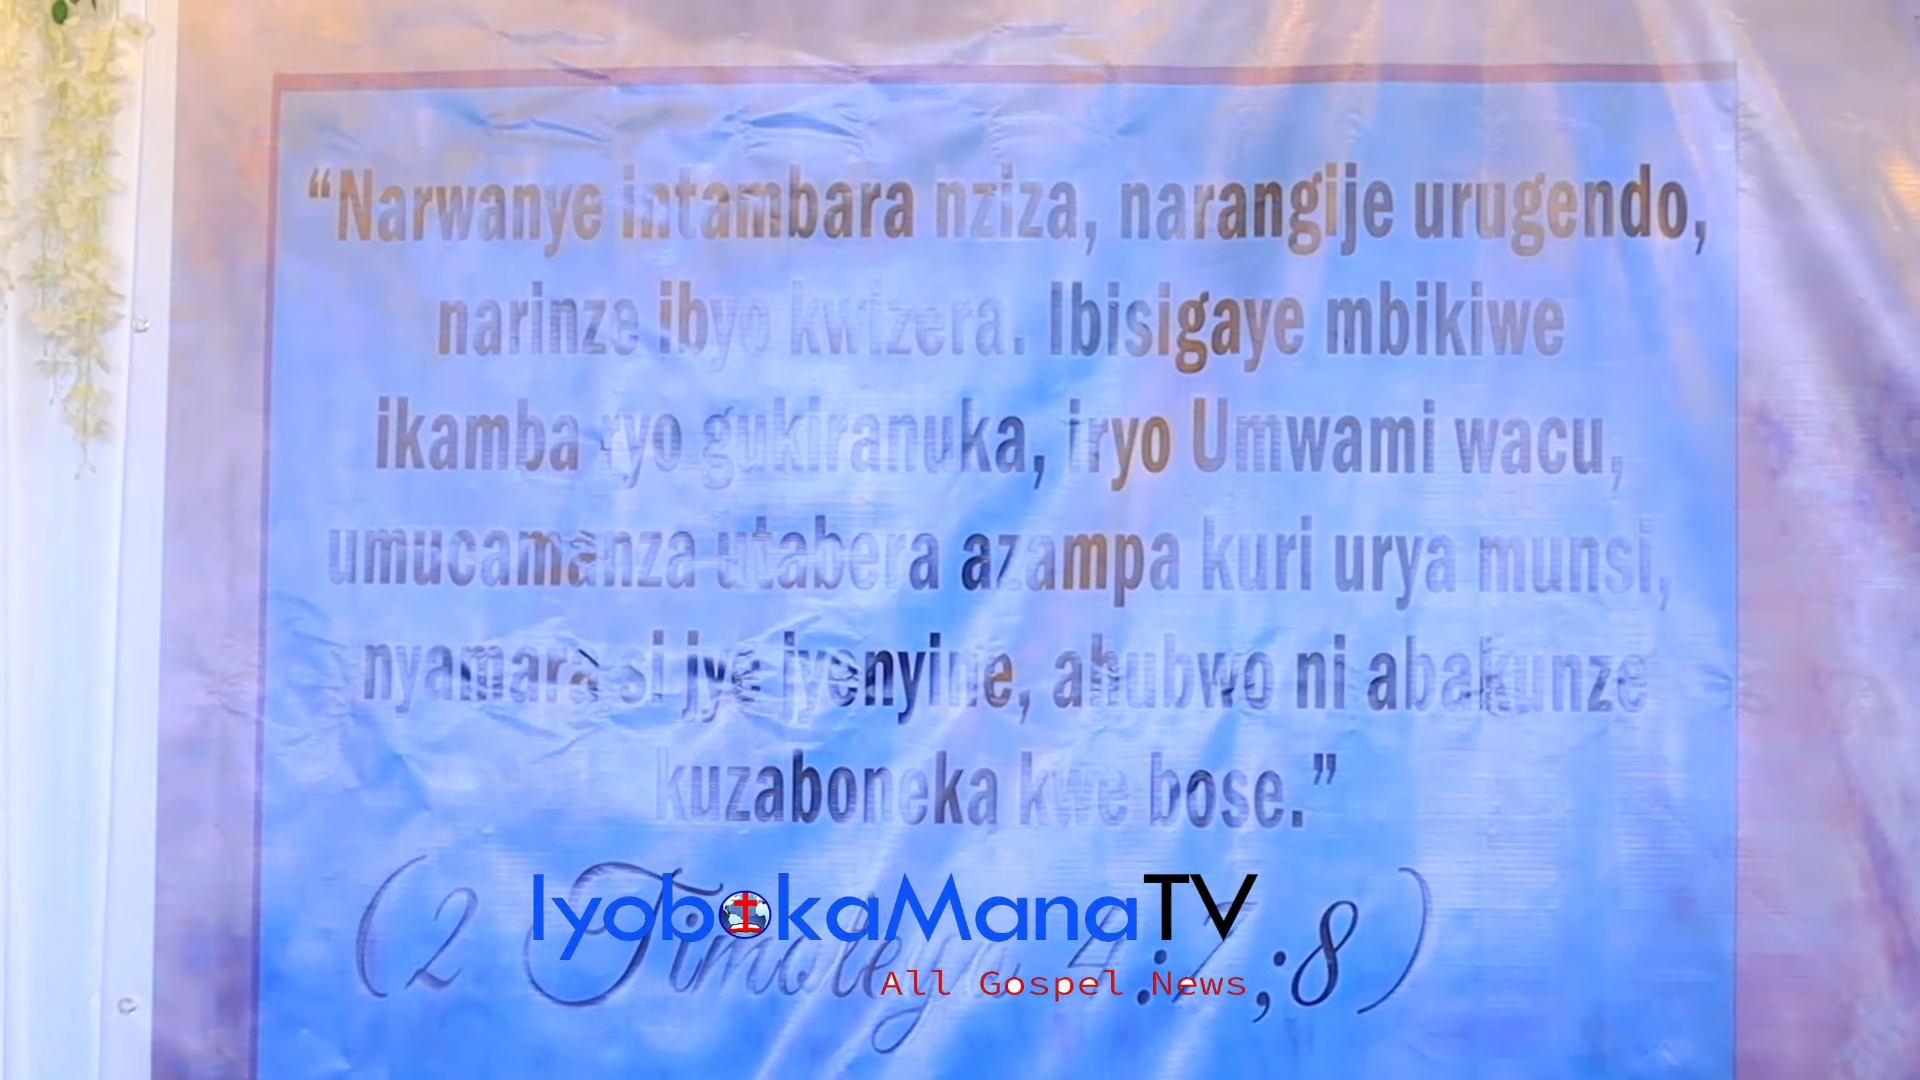 “Narwanye intambara nziza, narangije urugendo,
narinze ibyo kwizera. Ibisigaye mbikiwe
ikamba ryo gukiranuka, iryo Umwami wacu,
umucamanza utabera azampa kuri urya munsi,
nyamara si jye jyenyine, ahubwo ni abakunze
kuzaboneka kwe bose.”
(2 Timoteyo 4:7;8)
IyobokaManaTV
All Gospel News